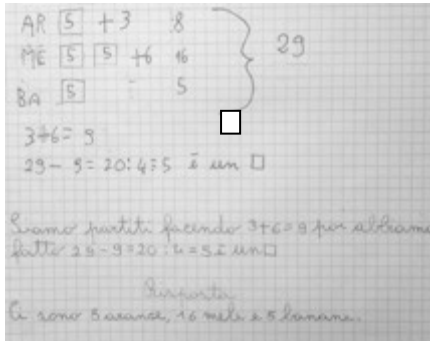 AR 5 + 3 8
ME 5 5 + 6 16 29
BA 5 5
3+6= 9
29 - 9 = 20 : 4 = 5 è un □
Siamo partiti facendo 3+6=9 poi abbiamo
fatto 29-9=20 : 4 = 5 è un □
Risposta
Ci sono 8 arance, 16 mele e 5 banane.